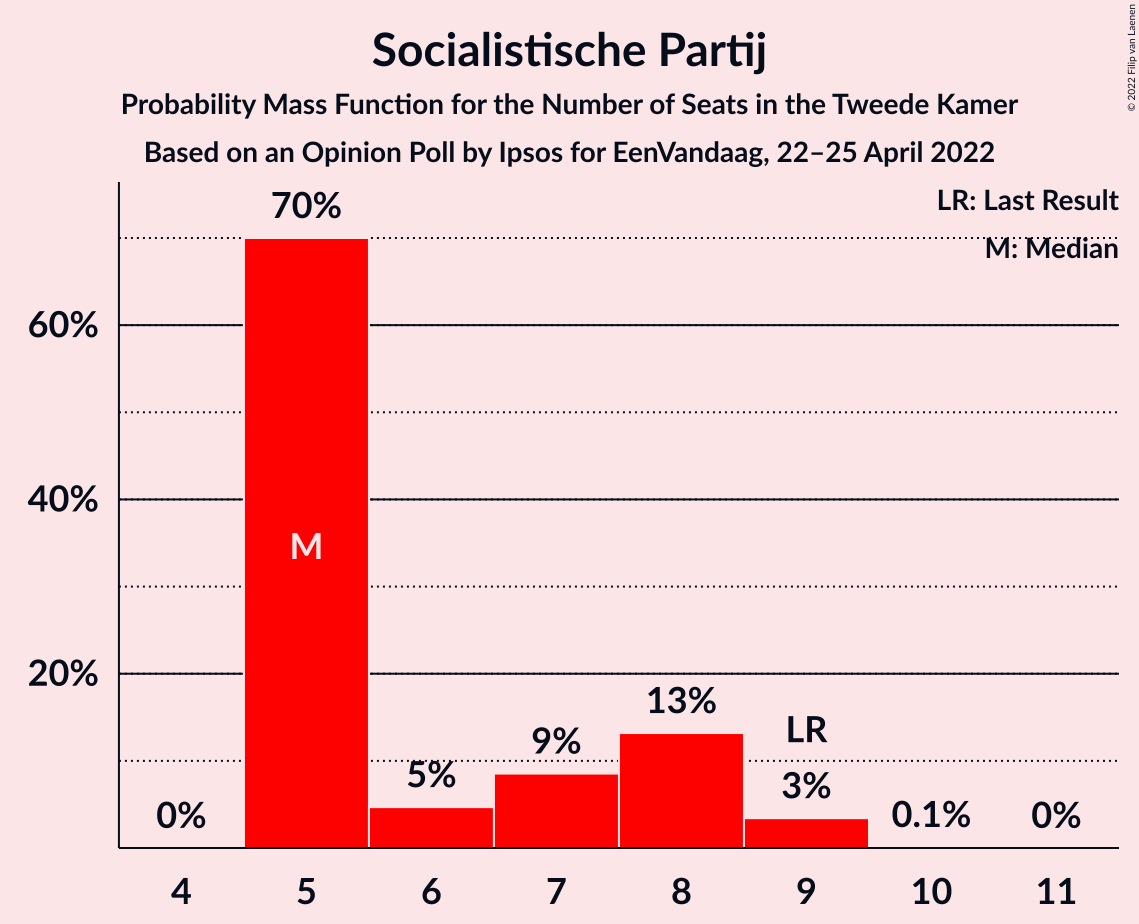 Socialistische Partij
Probability Mass Function for the Number of Seats in the Tweede Kamer
Based on an Opinion Poll by Ipsos for EenVandaag, 22–25 April 2022
© 2022 Filip van Laenen
LR: Last Result
M: Median
60%
40%
20%
0%
70%
M
5%
9%
13%
LR
3%
0.1%
0%
4 5 6 7 8 9 10 11